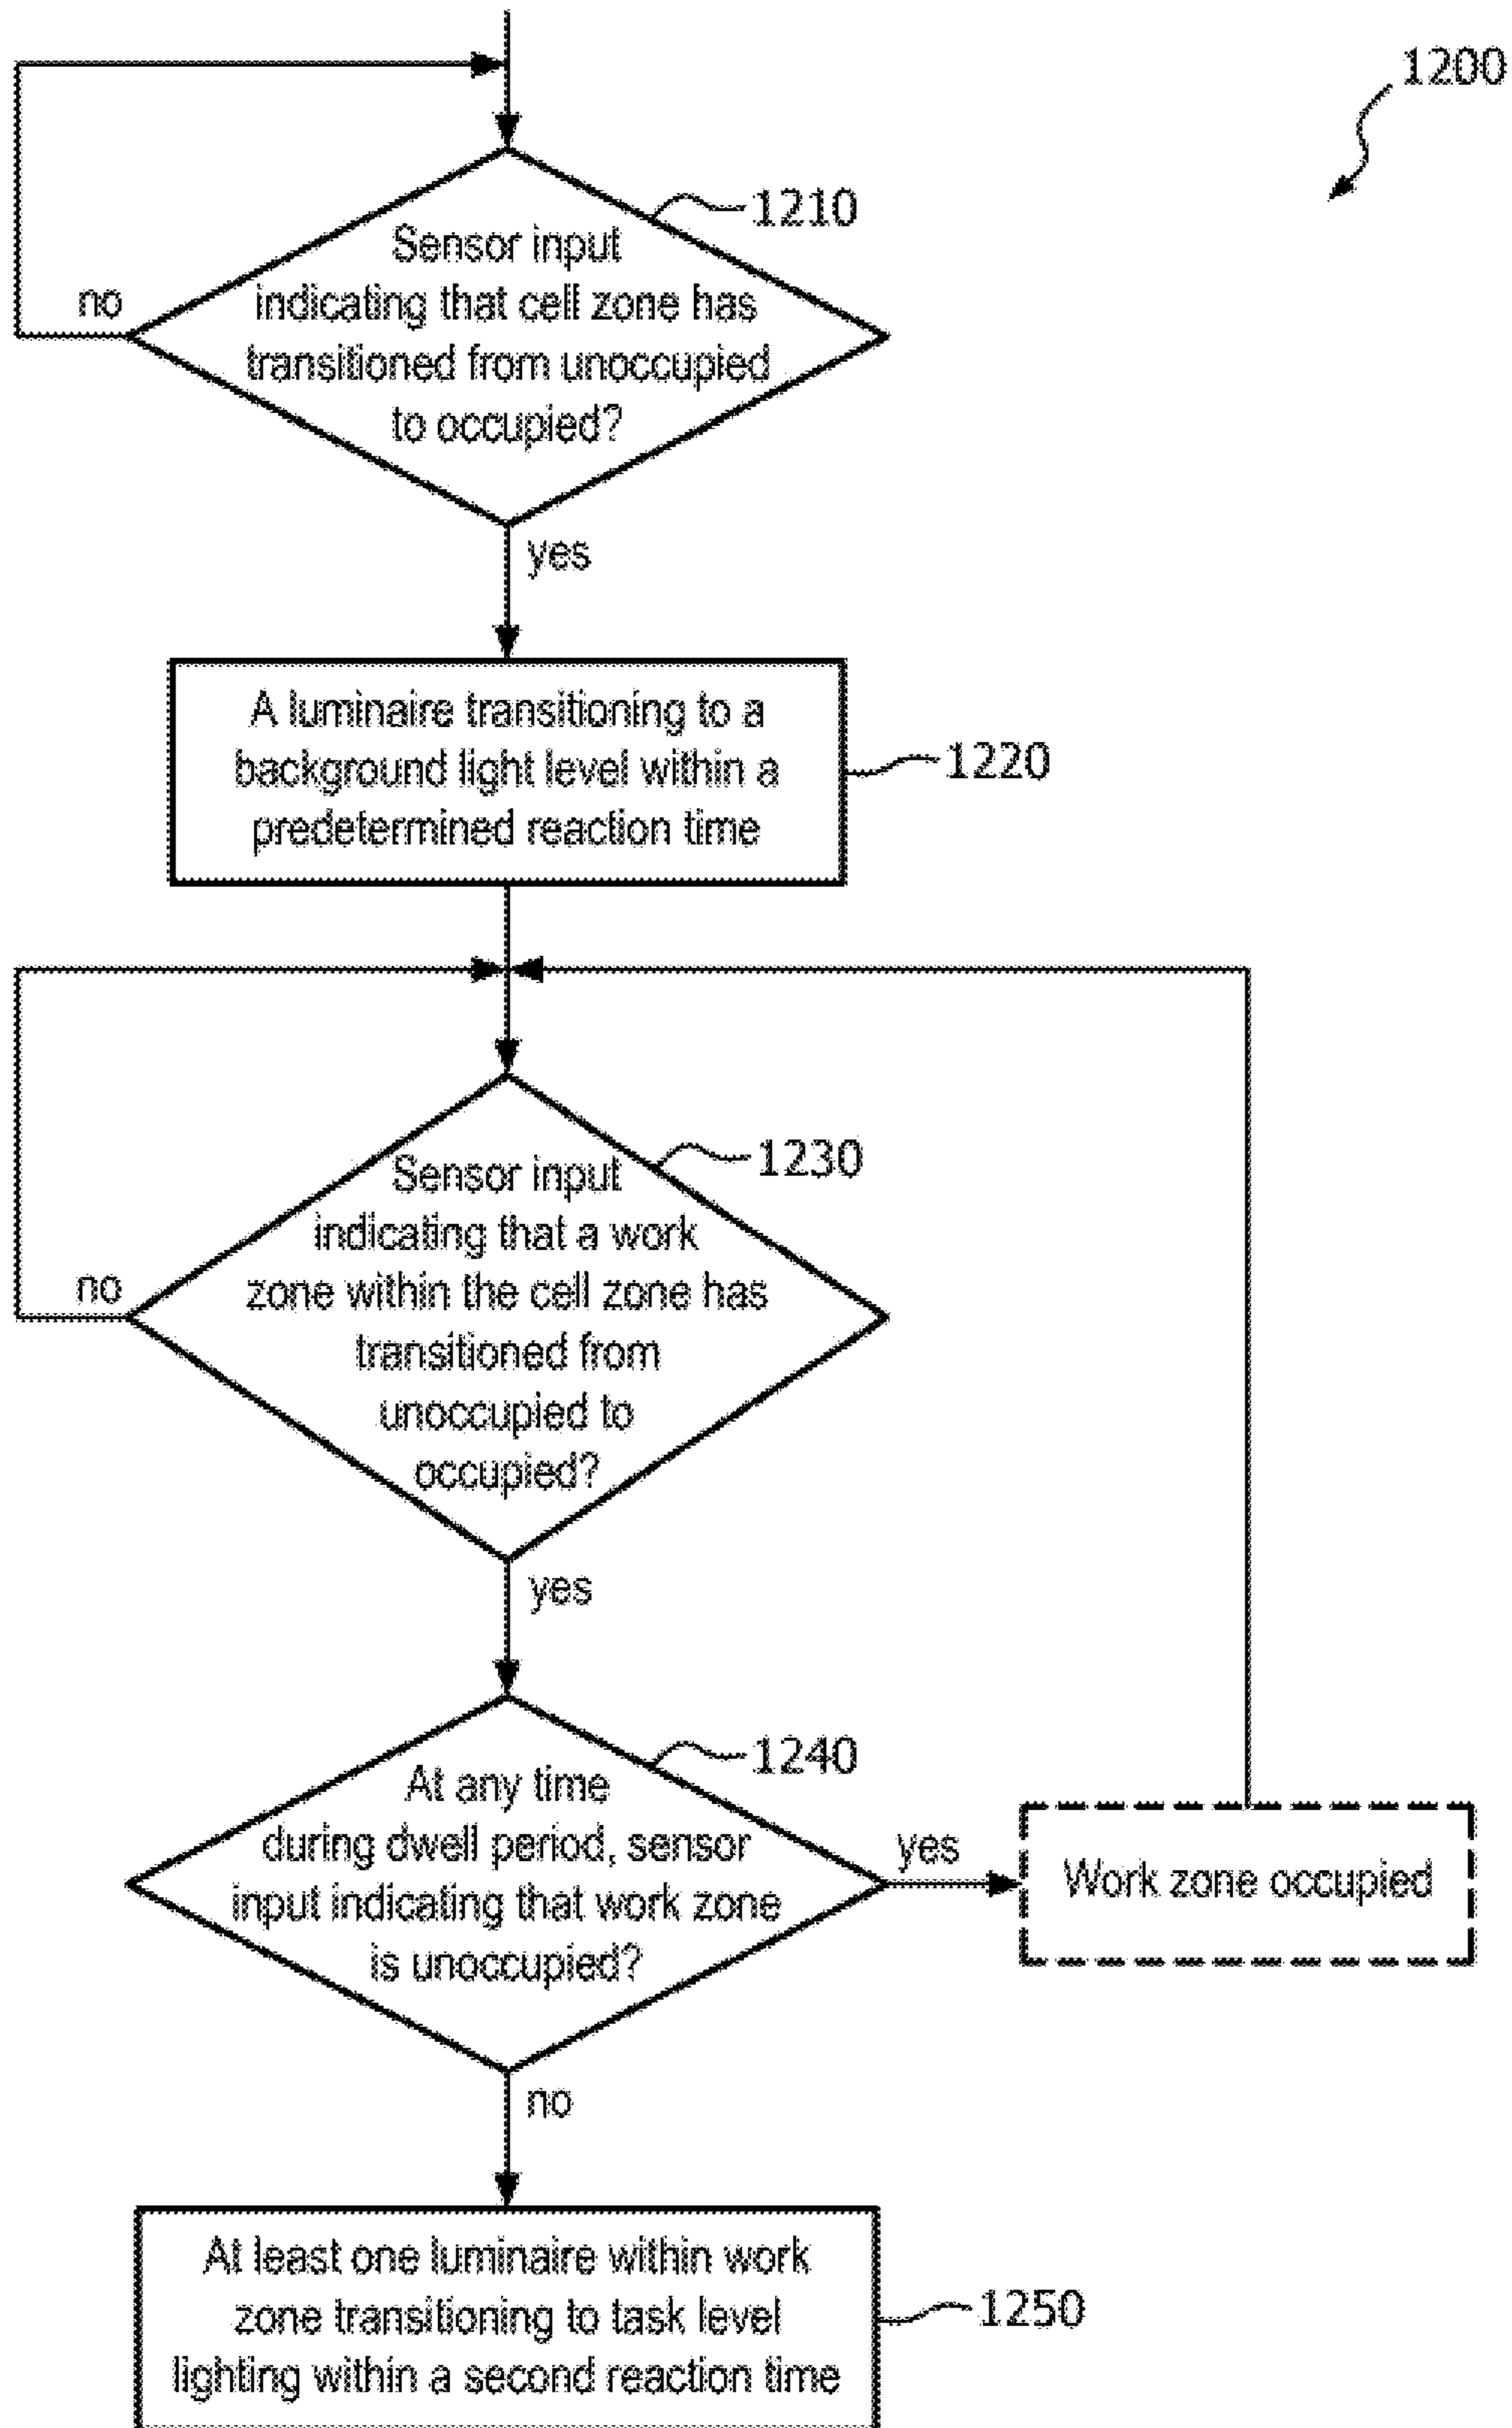 1200
1210
Sensor input
indicating that cell zone has
transitioned from unoccupied
to occupied?
no
yes
A luminaire transitioning to a
background light level within a
predetermined reaction time
1220
1230
Sensor input
indicating that a work
zone within the cell zone has
transitioned from
unoccupied to
occupied?
no
yes
1240
At any time
during dwell period, sensor
input indicating that work zone
is unoccupied?
yes
Work zone occupied
no
At least one luminaire within work
zone transitioning to task level
lighting within a second reaction time
1250